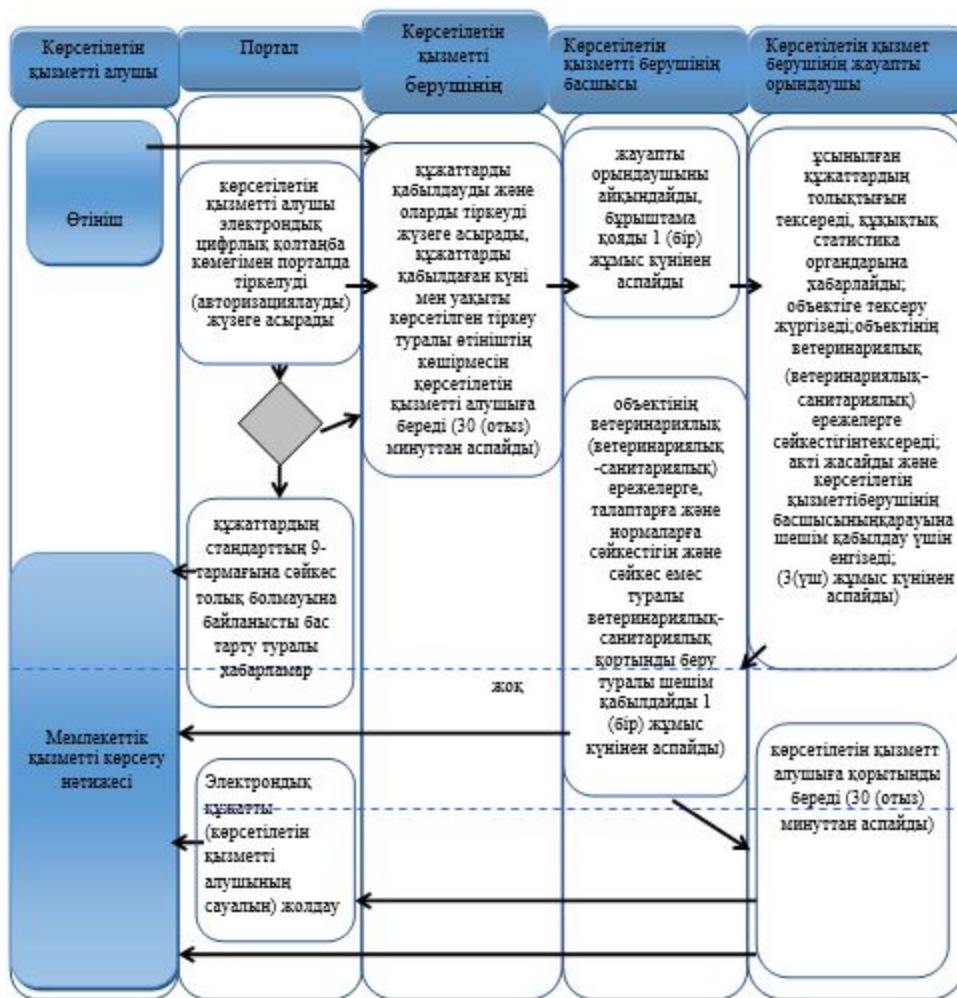 Көрсетілетін
қызметті алушы
Портал
Көрсетілетін
қызметті
берушінің
Көрсетілетін
қызметті берушінің
басшысы
Көрсетілетін қызмет
берушінің жауапты
орындаушы
Өтініш
көрсетілетін
қызметті алушы
электрондық
цифрлық қолтаңба
көмегімен порталда
тіркелуді
(авторизациялауды)
жүзеге асырады
құжаттарды
қабылдауды және
оларды тіркеуді
жүзеге асырады,
құжаттарды
қабылдаған күні
мен уақыты
көрсетілген тіркеу
туралы өтініштің
көшірмесін
қөрсетілетін
қызметті алушыға
береді (30 (отыз)
минуттан аспайды)
жауапты
орындаушыны
айқындайды,
бұрыштама
қояды 1 (бір)
жұмыс күнінен
аспайды
ұсынылған
құжаттардың
толықтығын
тексереді, құқықтық
статистика
органдарына
хабарлайды;
объектіге тексеру
жүргізеді;объектінің
ветеринариялық
(ветеринариялық-
санитариялық)
ережелерге
сәйкестігінтексереді;
акті жасайды және
көрсетілетін
қызметтіберушінің
басшысыныңқарауына
шешім қабылдау үшін
енгізеді;
(3(үш) жұмыс күнінен
аспайды)
объектінің
ветеринариялық
(ветеринариялық
-санитариялық)
ережелерге,
талаптарға және
нормаларға
сәйкестігін және
сәйкес емес
туралы
ветеринариялық-
санитариялық
қортынды беру
туралы шешім
қабылдайды 1
(бір) жұмыс
күнінен аспайды)
құжаттардың
стандарттың 9-
тармағына сәйкес
толық болмауына
байланысты бас
тарту туралы
хабарламар
жоқ
Мемлекеттік
қызметті көрсету
нәтижесі
Электрондық
құжатты
(көрсетілетін
қызметті
алушының
сауалын) жолдау
көрсетілетін қызметт
алушыға қорытынды
береді (30 (отыз)
минуттан аспайды)